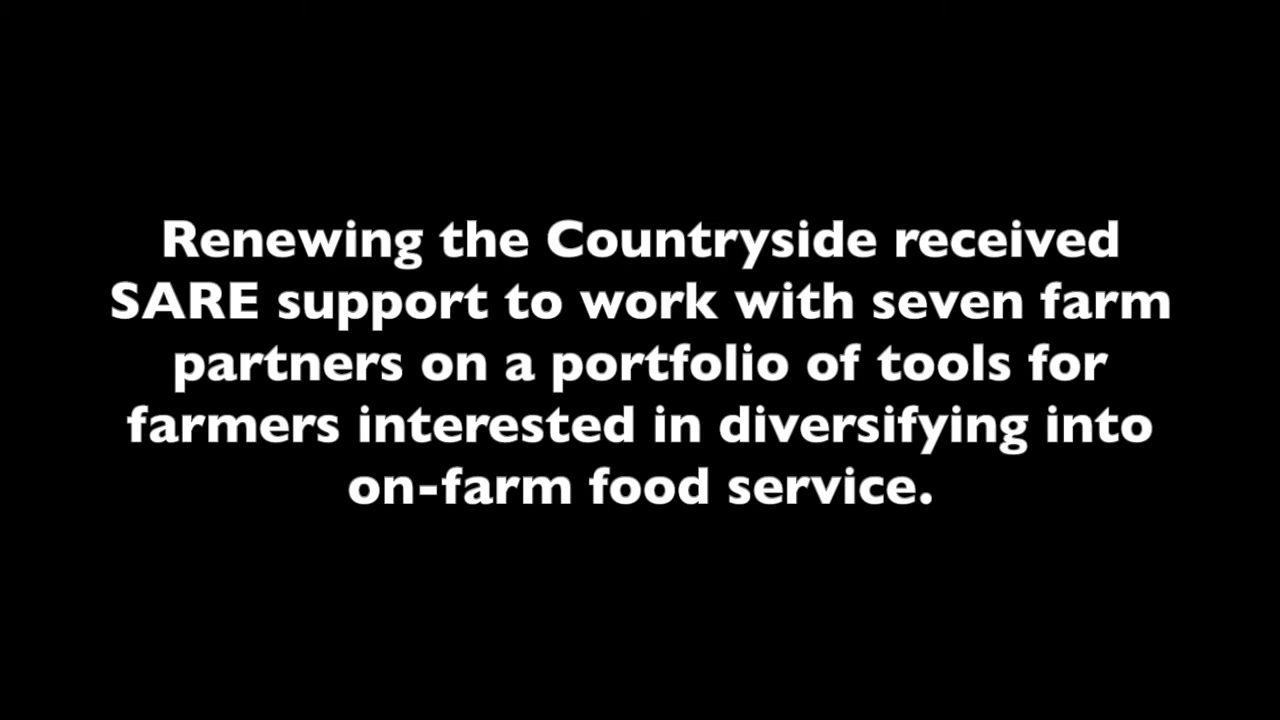 Renewing the Countryside received
SARE support to work with seven farm
partners on a portfolio of tools for
farmers interested in diversifying into
on-farm food service.